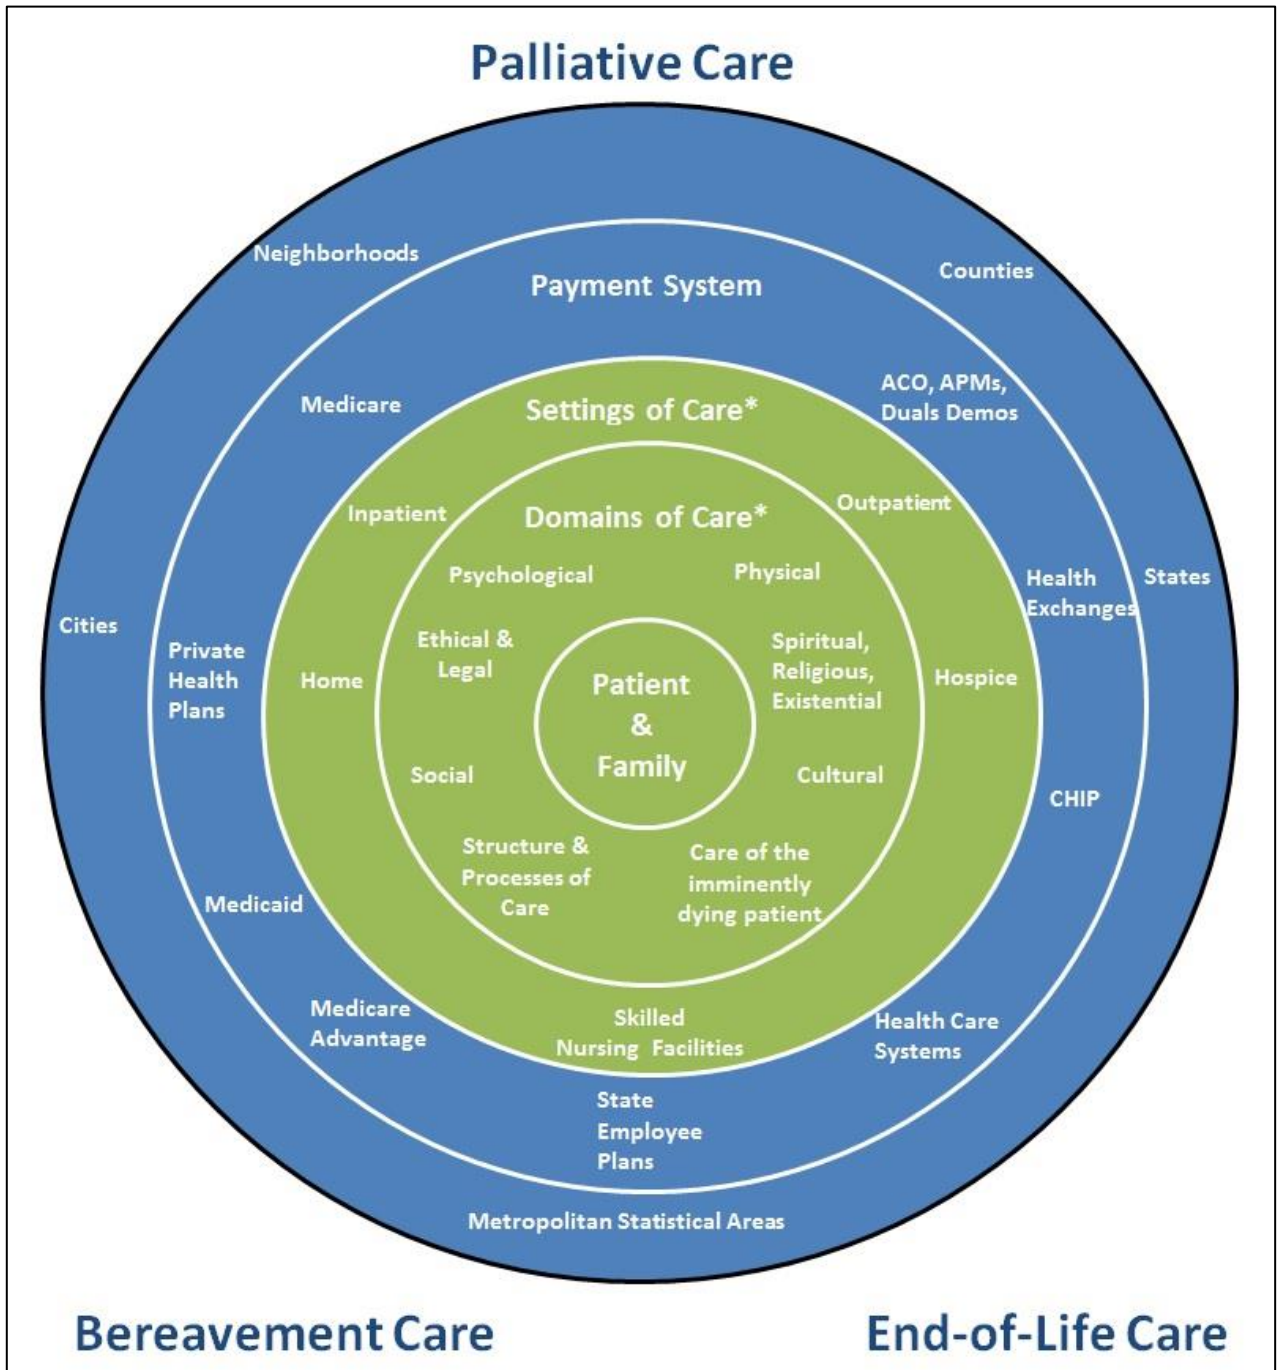 Palliative Care
Neighborhoods
Counties
Payment System
Medicare
ACO, APMs,
Duals Demos
Settings of Care*
Inpatient
Outpatient
Domains of Care*
Psychological
Physical
Health
Exchanges
States
Cities
Private
Health
Plans
Home
Ethical &
Legal
Patient
&
Family
Spiritual,
Religious,
Existential
Hospice
Social
Cultural
CHIP
Structure &
Processes of
Care
Care of the
imminently
dying patient
Medicaid
Medicare
Advantage
Skilled
Nursing Facilities
Health Care
Systems
State
Employee
Plans
Metropolitan Statistical Areas
Bereavement Care
End-of-Life Care